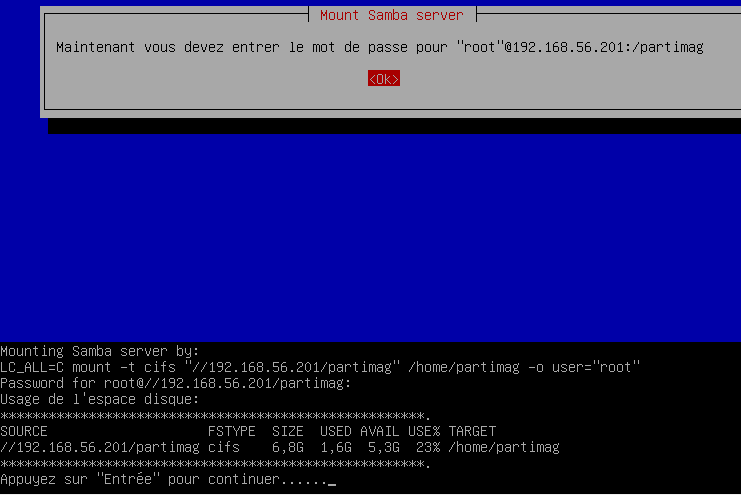 Mount Samba server
Maintenant vous devez entrer le mot de passe pour "root"@192.168.56.201:/partimag
<Ok>
Mounting Samba server by:
LC_ALL=C mount -t cifs "//192.168.56.201/partimag" /home/partimag -o user="root"
Password for root@//192.168.56.201/partimag:
Usage de l'espace disque:
*****************************************************.
SOURCE                    FSTYPE  SIZE  USED AVAIL USE% TARGET
//192.168.56.201/partimag cifs    6,8G  1,6G  5,3G  23% /home/partimag
*****************************************************.
Appuyez sur "Entrée" pour continuer......_